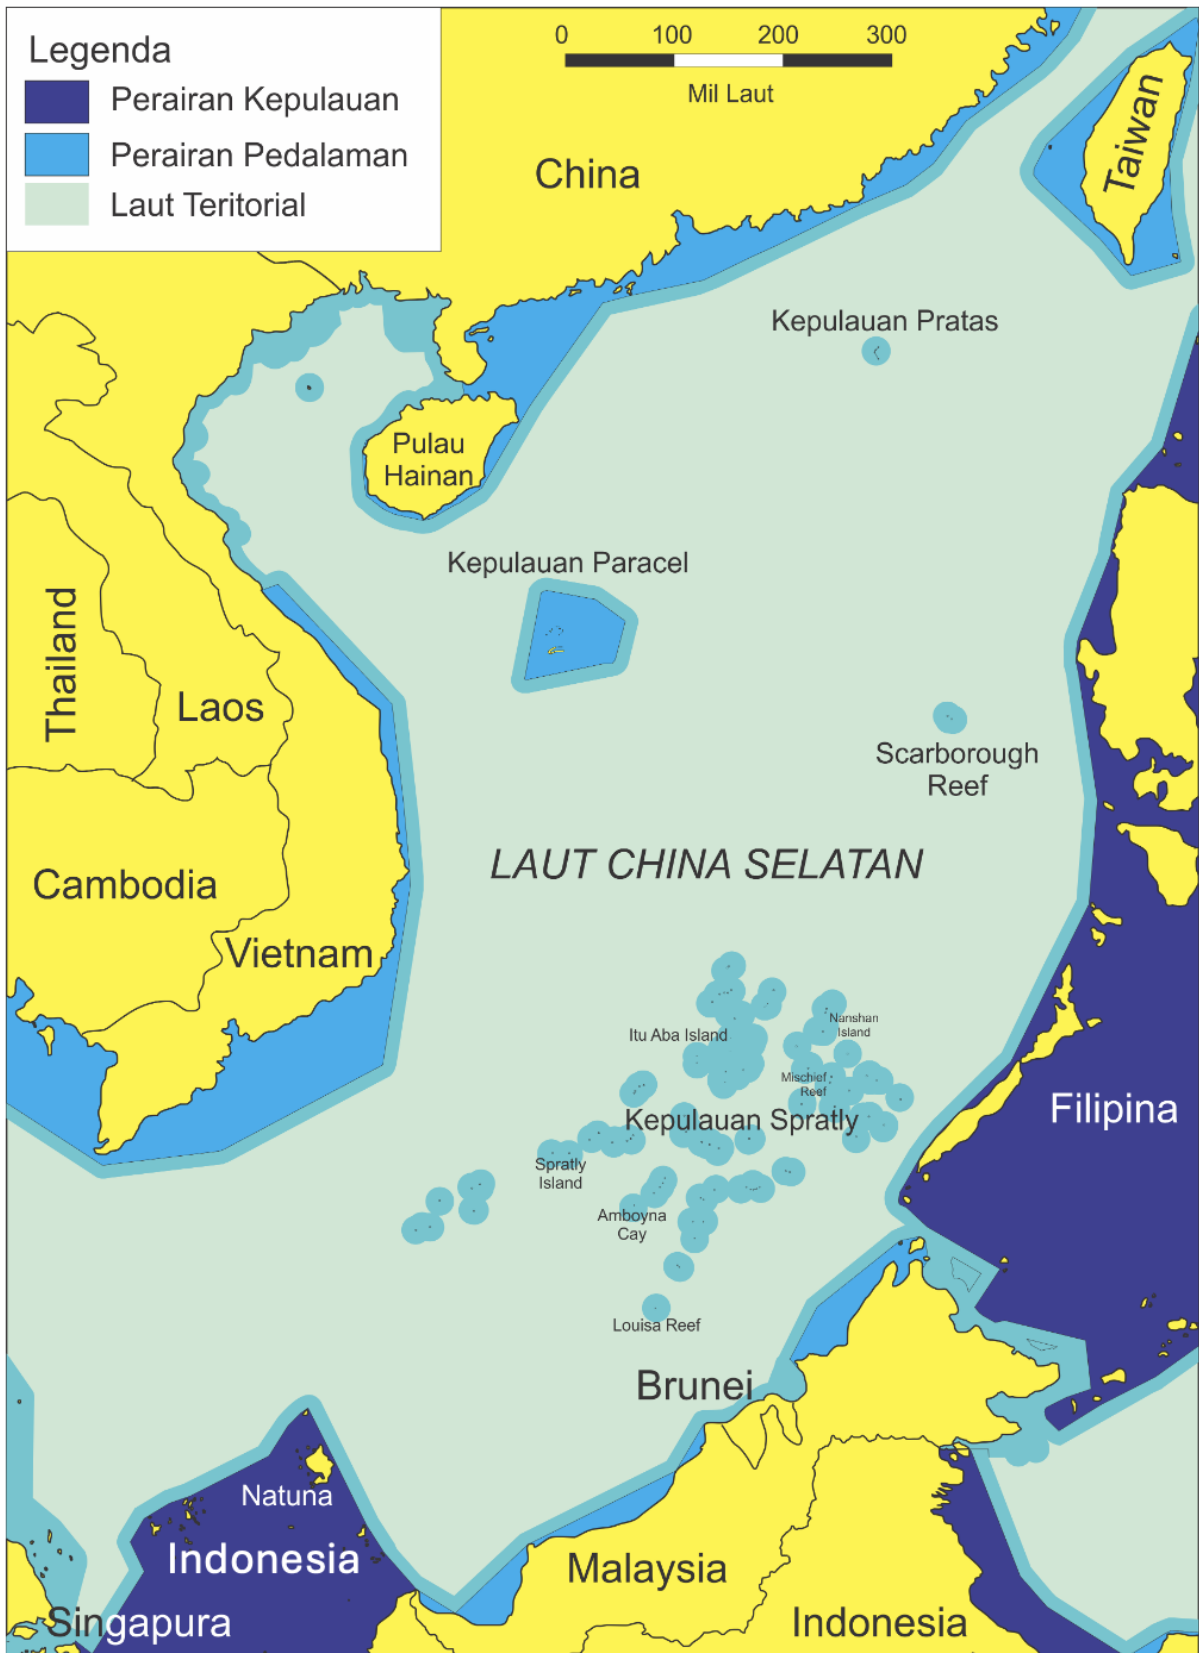 Legenda
Perairan Kepulauan
Perairan Pedalaman
Laut Teritorial
0 100 200 300
Mil Laut
China
Taiwan
Kepulauan Pratas
Pulau
Hainan
Kepulauan Paracel
Thailand
Laos
Scarborough
Reef
LAUT CHINA SELATAN
Cambodia
Vietnam
Itu Aba Island
Nanshan
Island
Mischief
Reef
Kepulauan Spratly
Filipina
Spratly
Island
Amboyna
Cay
Louisa Reef
Brunei
Natuna
Indonesia
Malaysia
Singapura
Indonesia